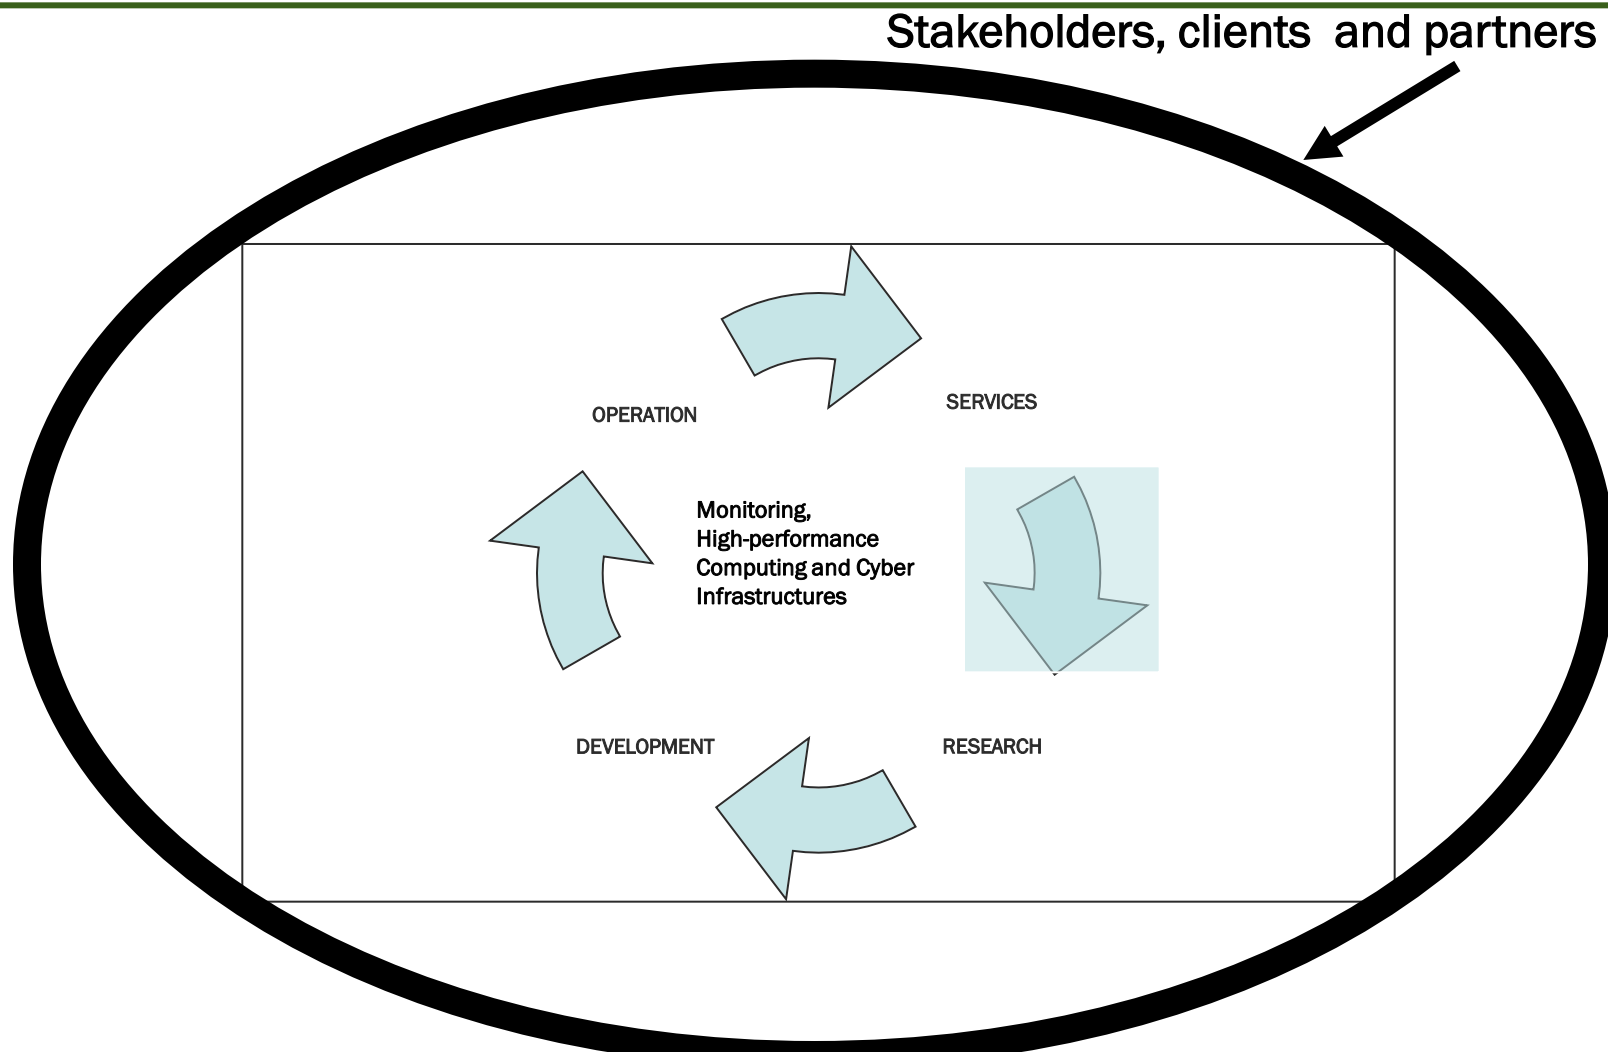 Stakeholders, clients  and partners
OPERATION
SERVICES
Monitoring,
High-performance
Computing and Cyber
Infrastructures
DEVELOPMENT
RESEARCH